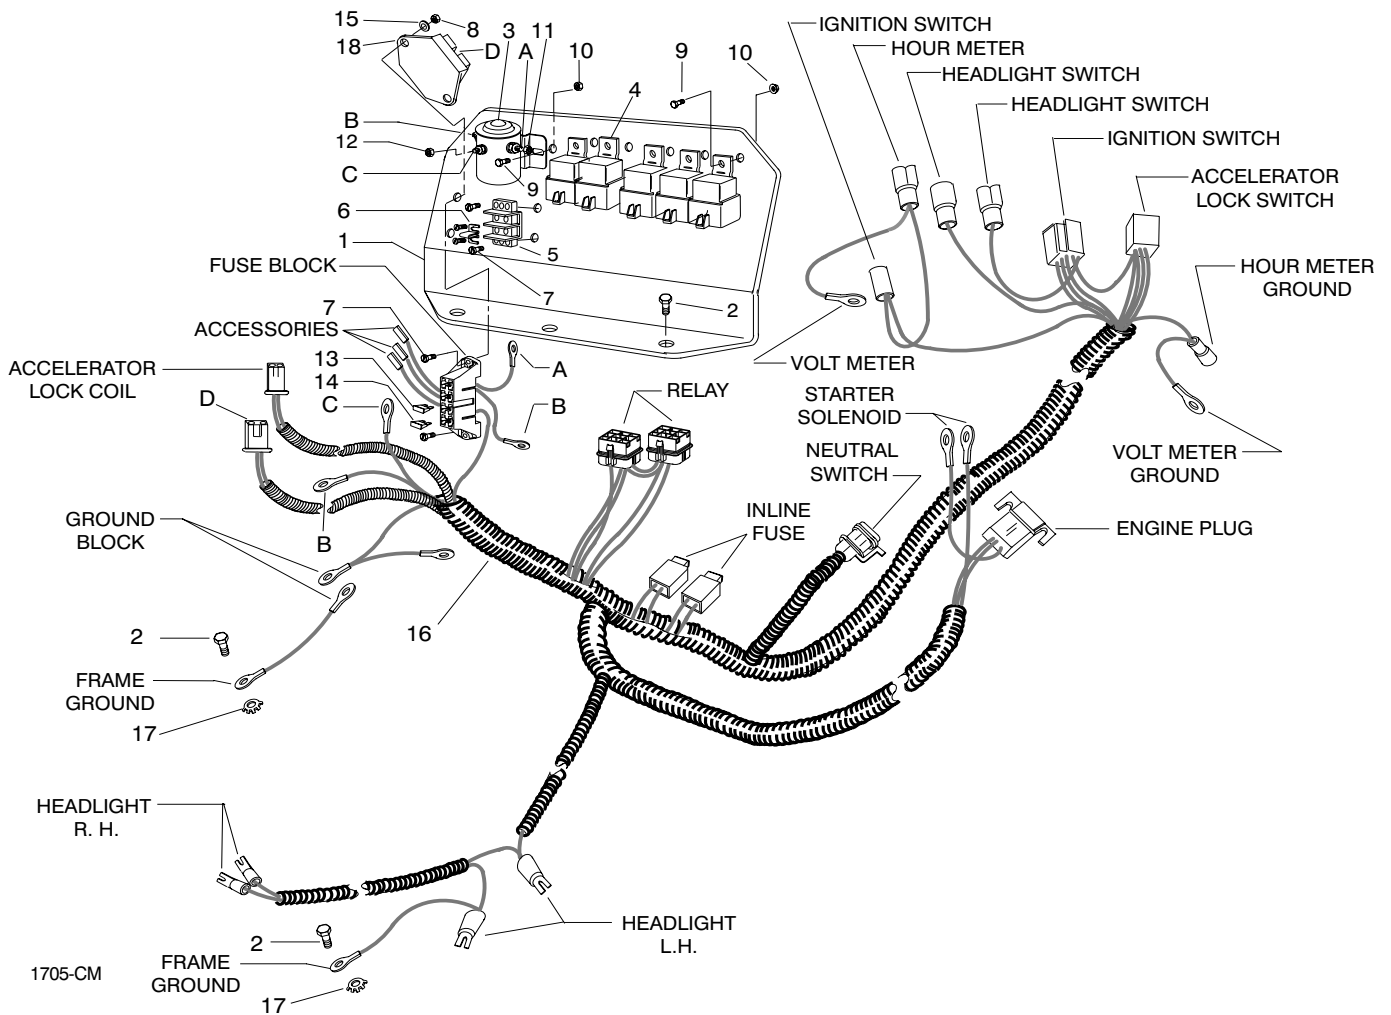 15
8
18
D
3
A
11
10
9
10
4
IGNITION SWITCH
HOUR METER
HEADLIGHT SWITCH
HEADLIGHT SWITCH
IGNITION SWITCH
ACCELERATOR
LOCK SWITCH
B
12
C
9
6
1
5
FUSE BLOCK
7
2
HOUR METER
GROUND
7
ACCESSORIES
13
14
A
C
B
VOLT METER
ACCELERATOR
LOCK COIL
D
RELAY
STARTER
SOLENOID
NEUTRAL
SWITCH
VOLT METER
GROUND
INLINE
FUSE
ENGINE PLUG
GROUND
BLOCK
B
16
2
FRAME
GROUND
17
HEADLIGHT
R. H.
HEADLIGHT
L.H.
2
FRAME
GROUND
17
1705-CM